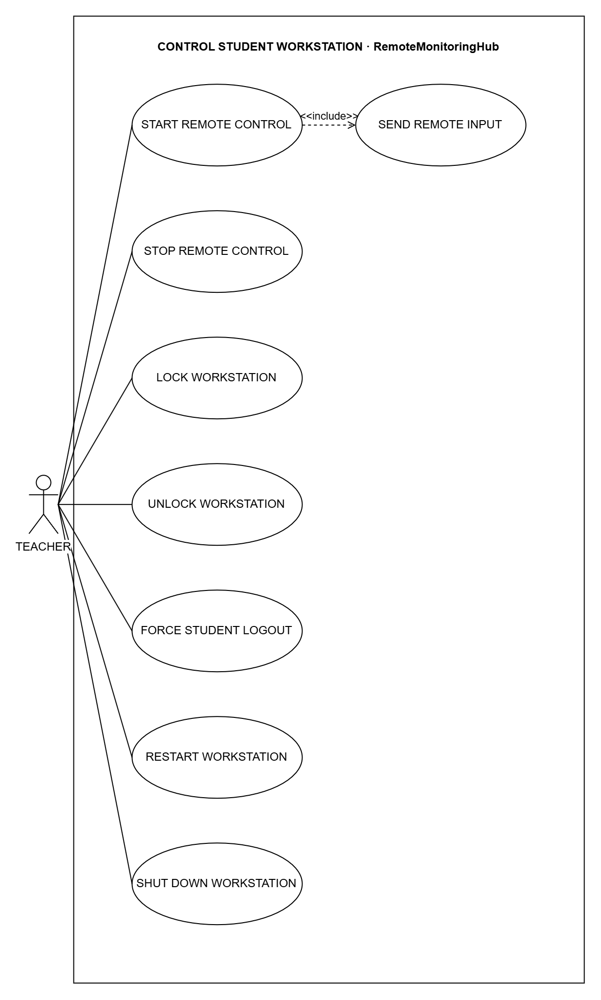 CONTROL STUDENT WORKSTATION · RemoteMonitoringHub
START REMOTE CONTROL
<<include>>
SEND REMOTE INPUT
STOP REMOTE CONTROL
LOCK WORKSTATION
UNLOCK WORKSTATION
TEACHER
FORCE STUDENT LOGOUT
RESTART WORKSTATION
SHUT DOWN WORKSTATION